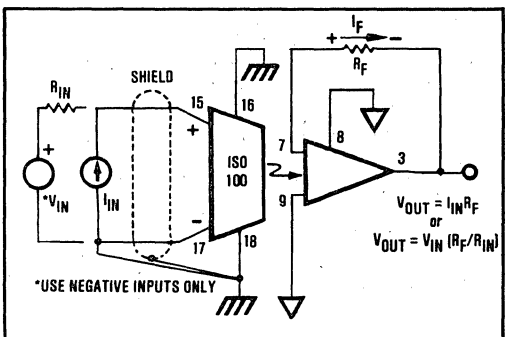 I_F
+ −
R_F
SHIELD
R_IN
15
16
+
7
8
ISO
100
3
+
*V_IN
I_IN
9
−
17
18
V_OUT = I_IN R_F
or
V_OUT = V_IN (R_F/R_IN)
*USE NEGATIVE INPUTS ONLY